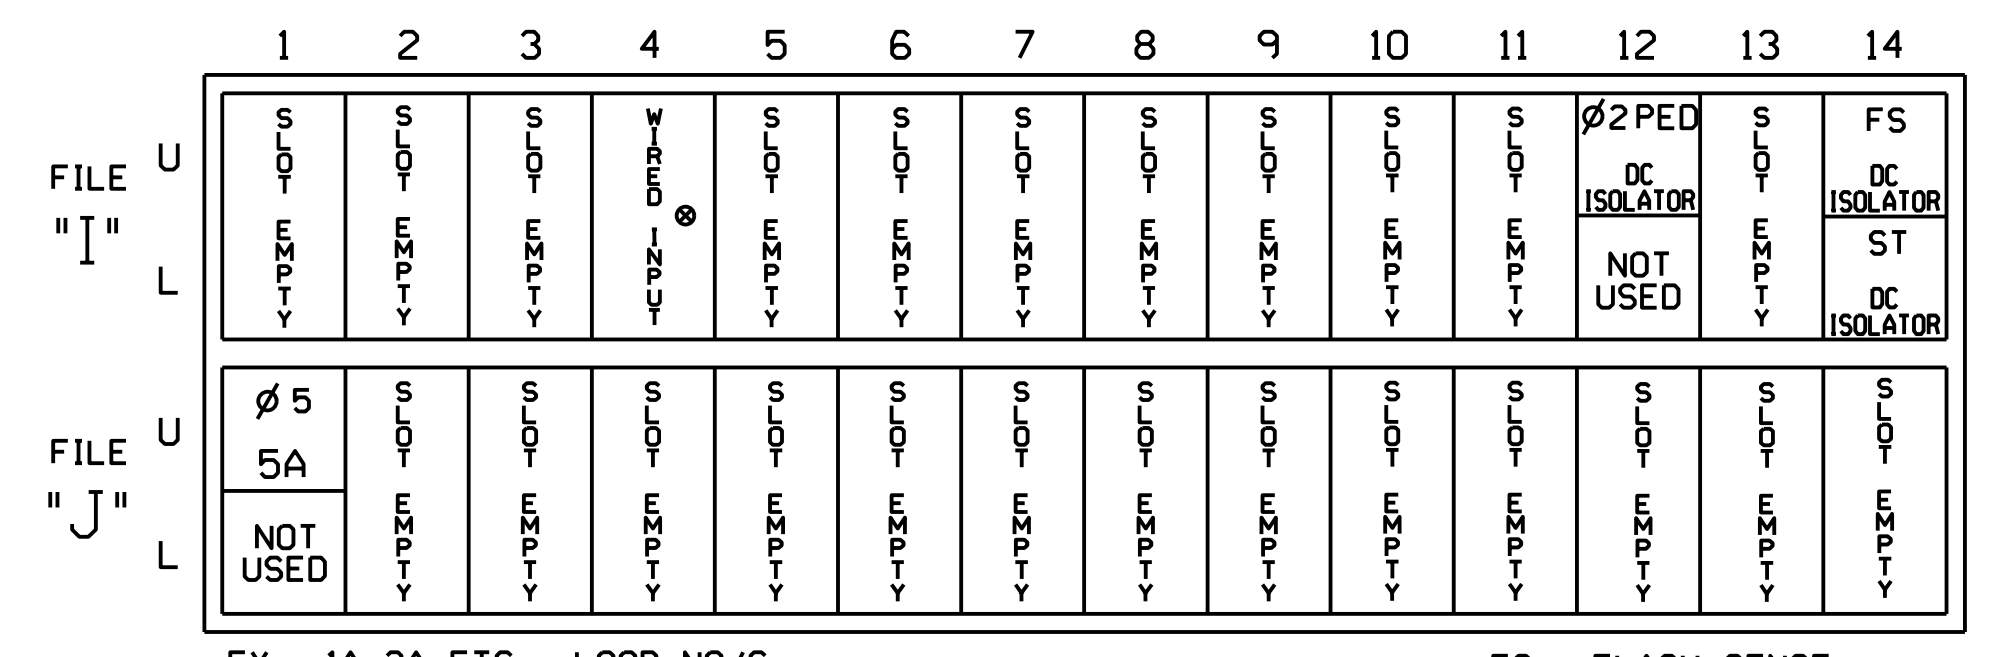 1 2 3 4 5 6 7 8 9 10 11 12 13 14
FILE "I"
U
L
SLOT EMPTY
SLOT EMPTY
SLOT EMPTY
WIRED INPUT ⊗
SLOT EMPTY
SLOT EMPTY
SLOT EMPTY
SLOT EMPTY
SLOT EMPTY
SLOT EMPTY
SLOT EMPTY
Ø2PED
DC
ISOLATOR
NOT
USED
SLOT EMPTY
FS
DC
ISOLATOR
ST
DC
ISOLATOR
FILE "J"
U
L
Ø5
5A
NOT
USED
SLOT EMPTY
SLOT EMPTY
SLOT EMPTY
SLOT EMPTY
SLOT EMPTY
SLOT EMPTY
SLOT EMPTY
SLOT EMPTY
SLOT EMPTY
SLOT EMPTY
SLOT EMPTY
SLOT EMPTY
SLOT EMPTY